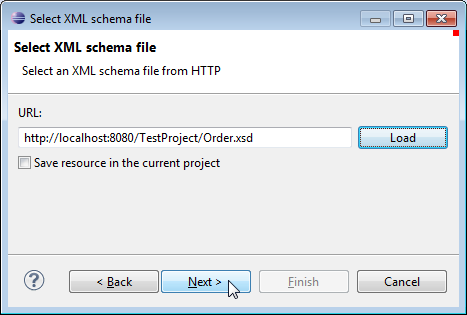 Select XML schema file
Select XML schema file
Select an XML schema file from HTTP
URL:
http://localhost:8080/TestProject/Order.xsd
Load
Save resource in the current project
?
< Back
Next >
Finish
Cancel